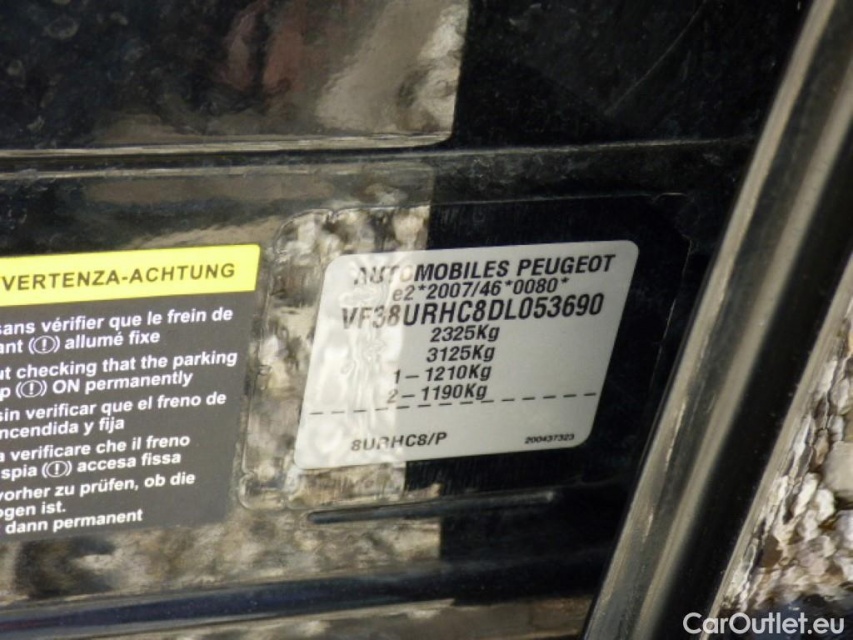 VERTENZA-ACHTUNG
sans vérifier que le frein de
ant (!) allumé fixe
ut checking that the parking
p (!) ON permanently
sin verificar que el freno de
ncendida y fija
a verificare che il freno
spia (!) accesa fissa
vorher zu prüfen, ob die
ogen ist.
dann permanent
AUTOMOBILES PEUGEOT
e2*2007/46*0080*
VF38URHC8DL053690
2325Kg
3125Kg
1-1210Kg
2-1190Kg
8URHC8/P
200437323
CarOutlet.eu